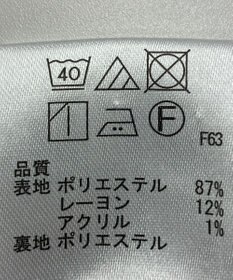 40
F
F63
品質
表地 ポリエステル 87%
レーヨン 12%
アクリル 1%
裏地 ポリエステル